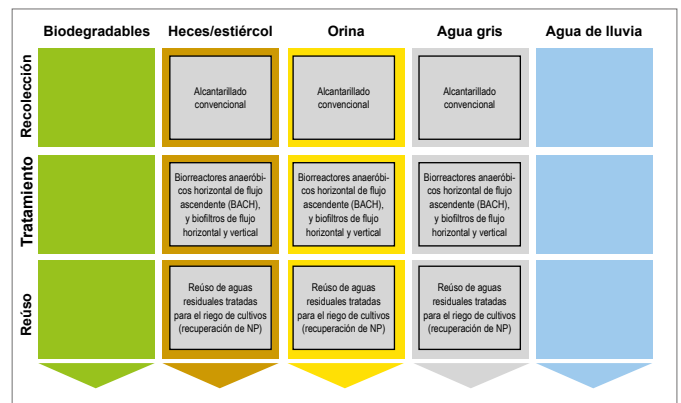 Biodegradables
Heces/estiércol
Orina
Agua gris
Agua de lluvia
Recolección
Alcantarillado
convencional
Alcantarillado
convencional
Alcantarillado
convencional
Tratamiento
Biorreactores anaeróbi-
cos horizontal de flujo
ascendente (BACH),
y biofiltros de flujo
horizontal y vertical
Biorreactores anaeróbi-
cos horizontal de flujo
ascendente (BACH),
y biofiltros de flujo
horizontal y vertical
Biorreactores anaeróbi-
cos horizontal de flujo
ascendente (BACH),
y biofiltros de flujo
horizontal y vertical
Reúso
Reúso de aguas
residuales tratadas
para el riego de cultivos
(recuperación de NP)
Reúso de aguas
residuales tratadas
para el riego de cultivos
(recuperación de NP)
Reúso de aguas
residuales tratadas
para el riego de cultivos
(recuperación de NP)